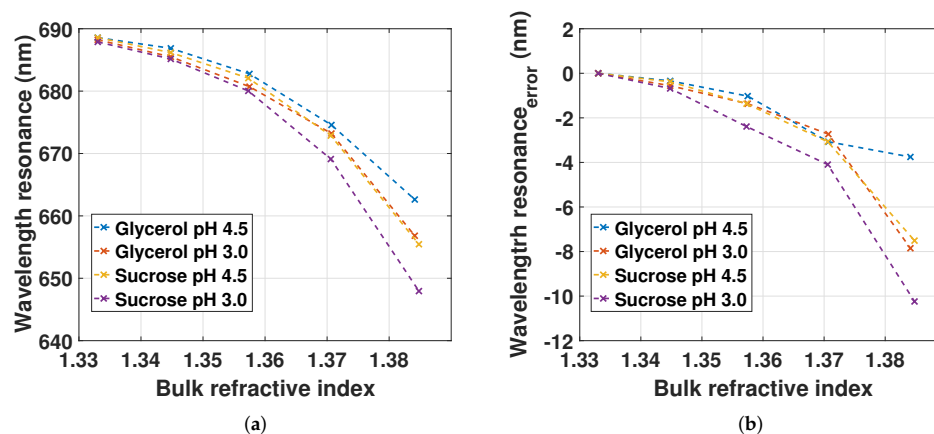 690
680
670
660
650
640
Wavelength resonance (nm)
Glycerol pH 4.5
Glycerol pH 3.0
Sucrose pH 4.5
Sucrose pH 3.0
1.33 1.34 1.35 1.36 1.37 1.38
Bulk refractive index
(a)
2
0
-2
-4
-6
-8
-10
-12
Wavelegtrh resonance_error (nm)
Glycerol pH 4.5
Glycerol pH 3.0
Sucrose pH 4.5
Sucrose pH 3.0
1.33 1.34 1.35 1.36 1.37 1.38
Bulk refractive index
(b)